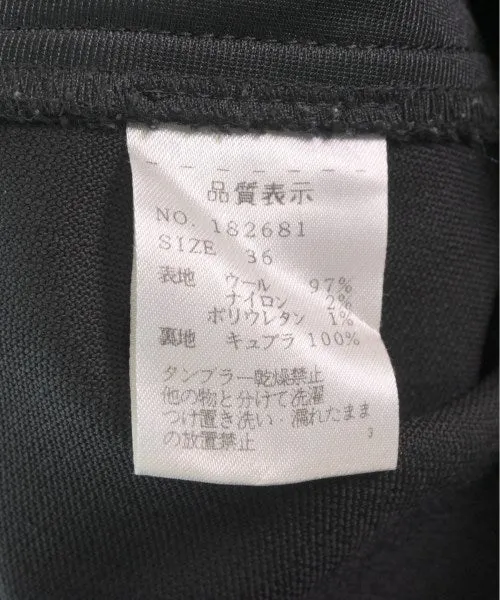 品質表示
NO. 182681
SIZE 36
表地 ウール 97%
ナイロン 2%
ポリウレタン 1%
裏地 キュプラ 100%
タンブラー乾燥禁止
他の物と分けて洗濯
つけ置き洗い・濡れたまま
の放置禁止 3